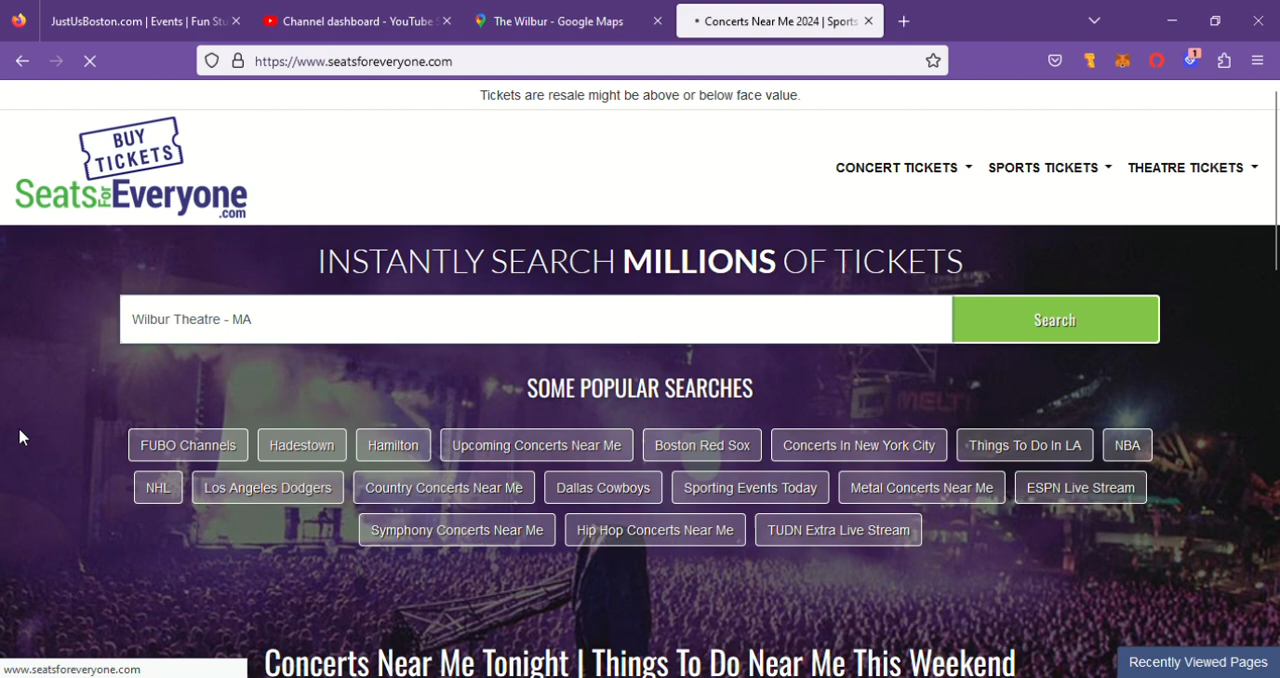 JustUsBoston.com | Events | Fun Stu
Channel dashboard - YouTube S
The Wilbur - Google Maps
Concerts Near Me 2024 | Sports
https://www.seatsforeveryone.com
1
Tickets are resale might be above or below face value.
BUY TICKETS
SeatsForEveryone.com
CONCERT TICKETS
SPORTS TICKETS
THEATRE TICKETS
INSTANTLY SEARCH MILLIONS OF TICKETS
Wilbur Theatre - MA
Search
SOME POPULAR SEARCHES
FUBO Channels
Hadestown
Hamilton
Upcoming Concerts Near Me
Boston Red Sox
Concerts In New York City
Things To Do In LA
NBA
NHL
Los Angeles Dodgers
Country Concerts Near Me
Dallas Cowboys
Sporting Events Today
Metal Concerts Near Me
ESPN Live Stream
Symphony Concerts Near Me
Hip Hop Concerts Near Me
TUDN Extra Live Stream
Concerts Near Me Tonight | Things To Do Near Me This Weekend
www.seatsforeveryone.com
Recently Viewed Pages